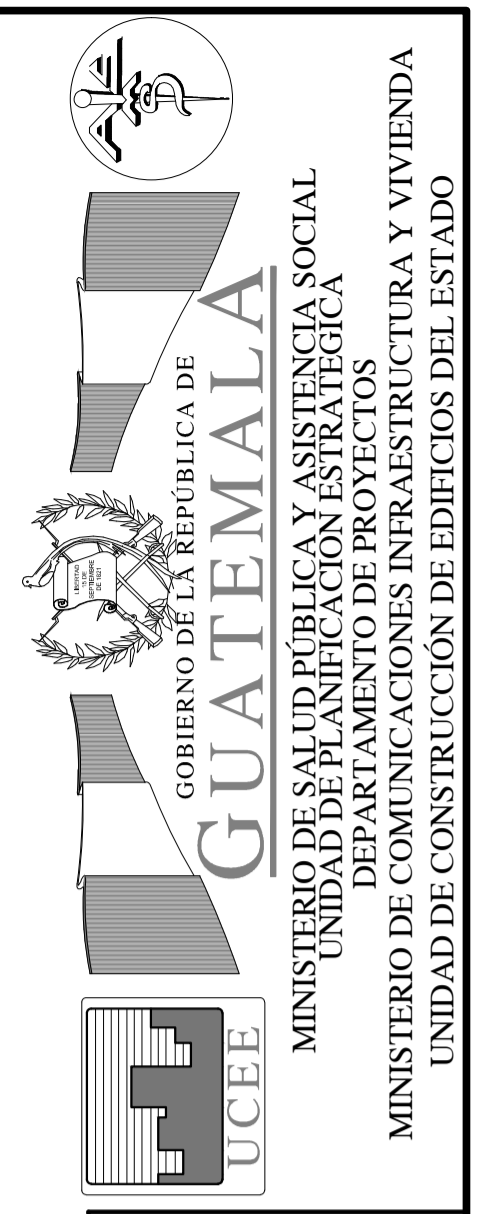 UCEE
LIBERTAD
15 DE
SEPTIEMBRE
DE 1821
GOBIERNO DE LA REPÚBLICA DE
GUATEMALA
MINISTERIO DE SALUD PÚBLICA Y ASISTENCIA SOCIAL
UNIDAD DE PLANIFICACION ESTRATEGICA
DEPARTAMENTO DE PROYECTOS
MINISTERIO DE COMUNICACIONES INFRAESTRUCTURA Y VIVIENDA
UNIDAD DE CONSTRUCCIÓN DE EDIFICIOS DEL ESTADO